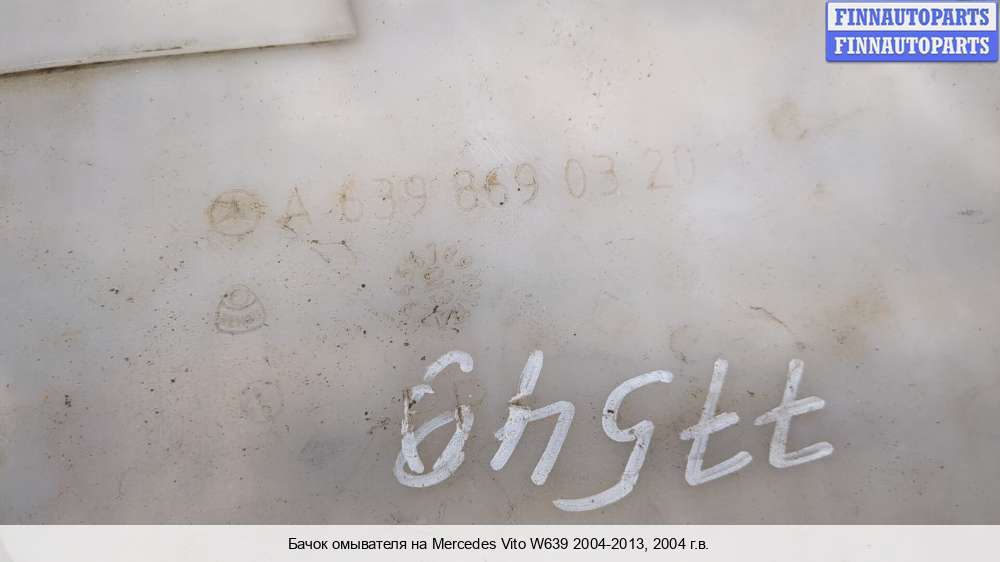 FINNAUTOPARTS
FINNAUTOPARTS
A 639 869 03 20
Бачок омывателя на Mercedes Vito W639 2004-2013, 2004 г.в.